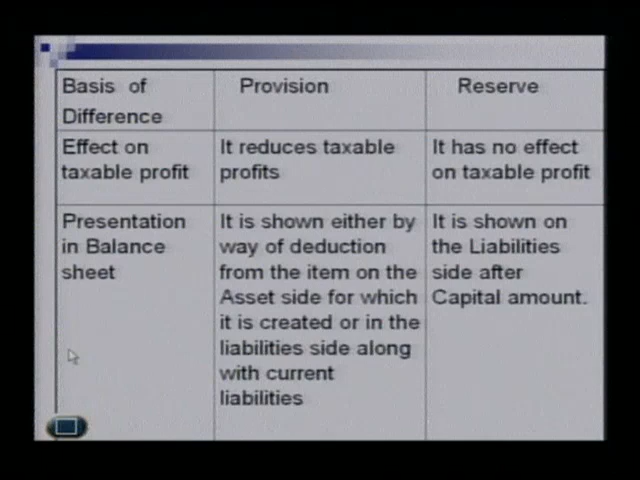 Basis of Difference
Provision
Reserve
Effect on taxable profit
It reduces taxable profits
It has no effect on taxable profit
Presentation in Balance sheet
It is shown either by way of deduction from the item on the Asset side for which it is created or in the liabilities side along with current liabilities
It is shown on the Liabilities side after Capital amount.